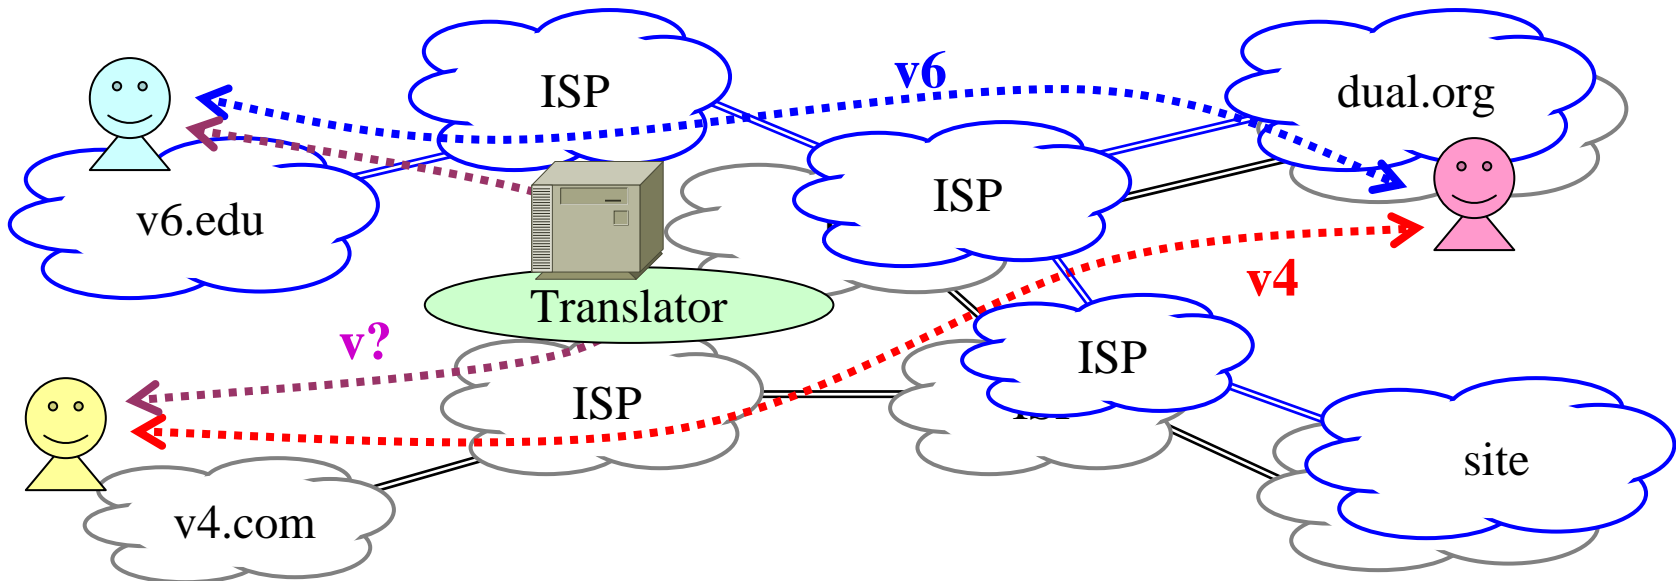 ISP
v6
dual.org
v6.edu
ISP
v4
Translator
v?
ISP
ISP
site
v4.com